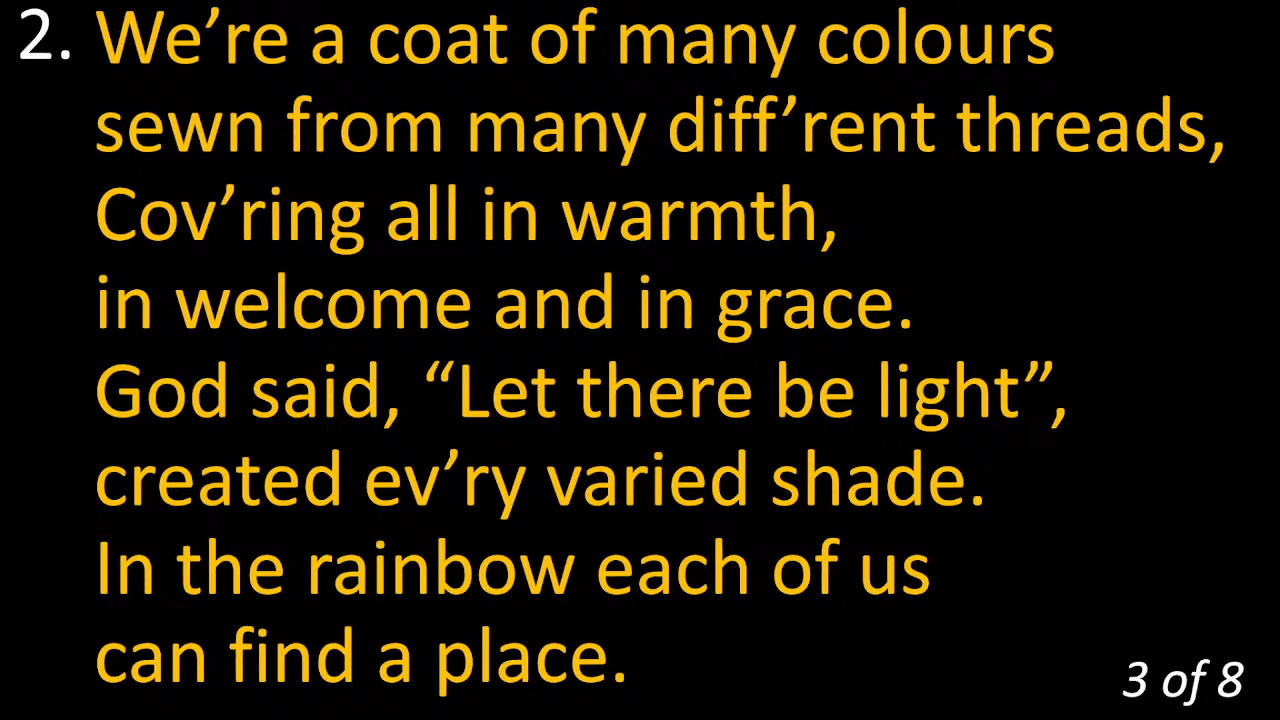 2. We’re a coat of many colours
sewn from many diff’rent threads,
Cov’ring all in warmth,
in welcome and in grace.
God said, “Let there be light”,
created ev’ry varied shade.
In the rainbow each of us
can find a place.
3 of 8